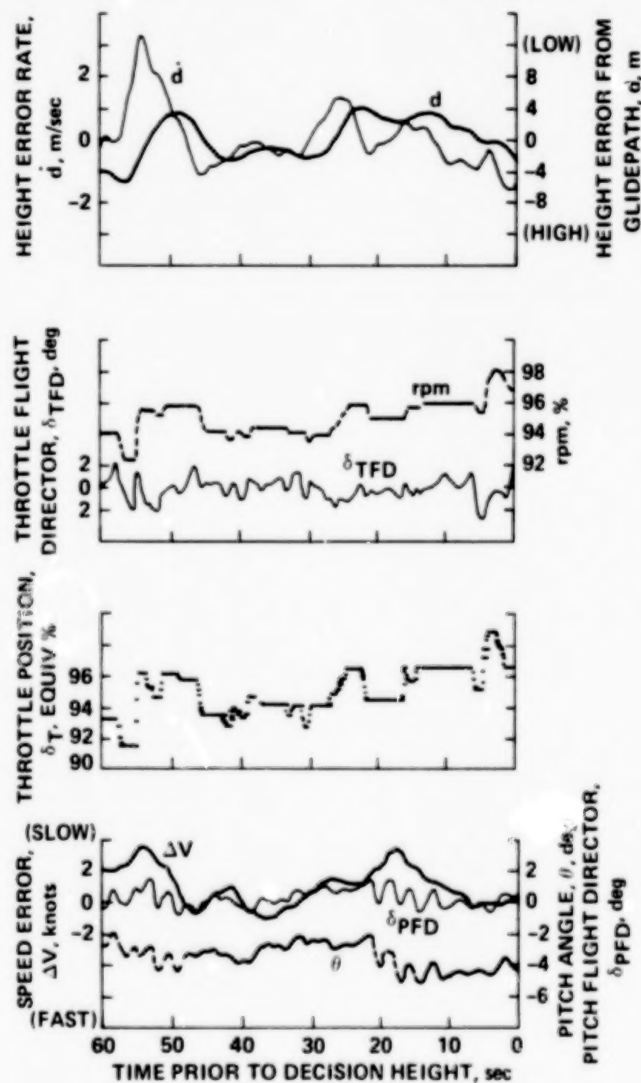 HEIGHT ERROR RATE,
ḋ, m/sec
2
0
-2
ḋ
d
(LOW)
8
4
0
-4
-8
(HIGH)
HEIGHT ERROR FROM
GLIDEPATH, d, m
THROTTLE FLIGHT
DIRECTOR, δTFD, deg
2
0
2
rpm
δTFD
98
96
94
92
rpm, %
THROTTLE POSITION,
δT, EQUIV %
96
94
92
90
SPEED ERROR,
ΔV, knots
(SLOW)
2
0
-2
(FAST)
ΔV
δPFD
θ
2
0
-2
-4
-6
PITCH ANGLE, θ, deg
PITCH FLIGHT DIRECTOR,
δPFD, deg
60 50 40 30 20 10 0
TIME PRIOR TO DECISION HEIGHT, sec